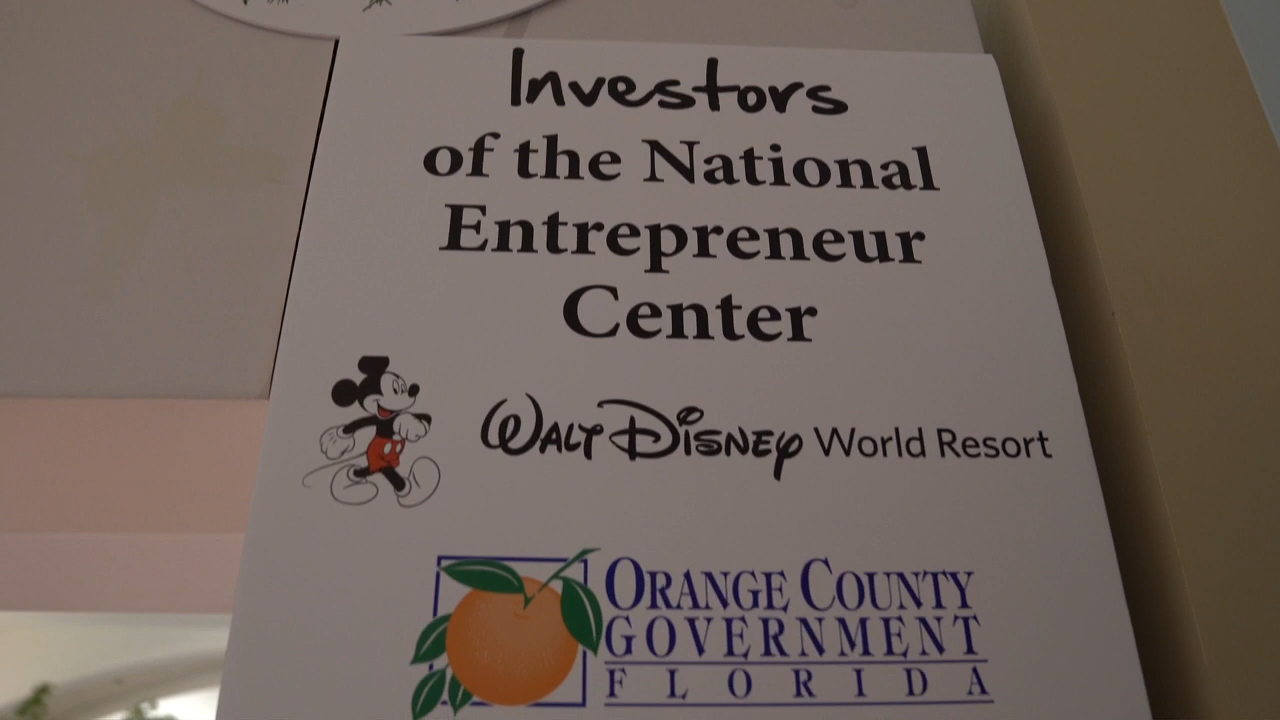 Investors
of the National
Entrepreneur
Center
WALT DISNEY World Resort
ORANGE COUNTY
GOVERNMENT
FLORIDA